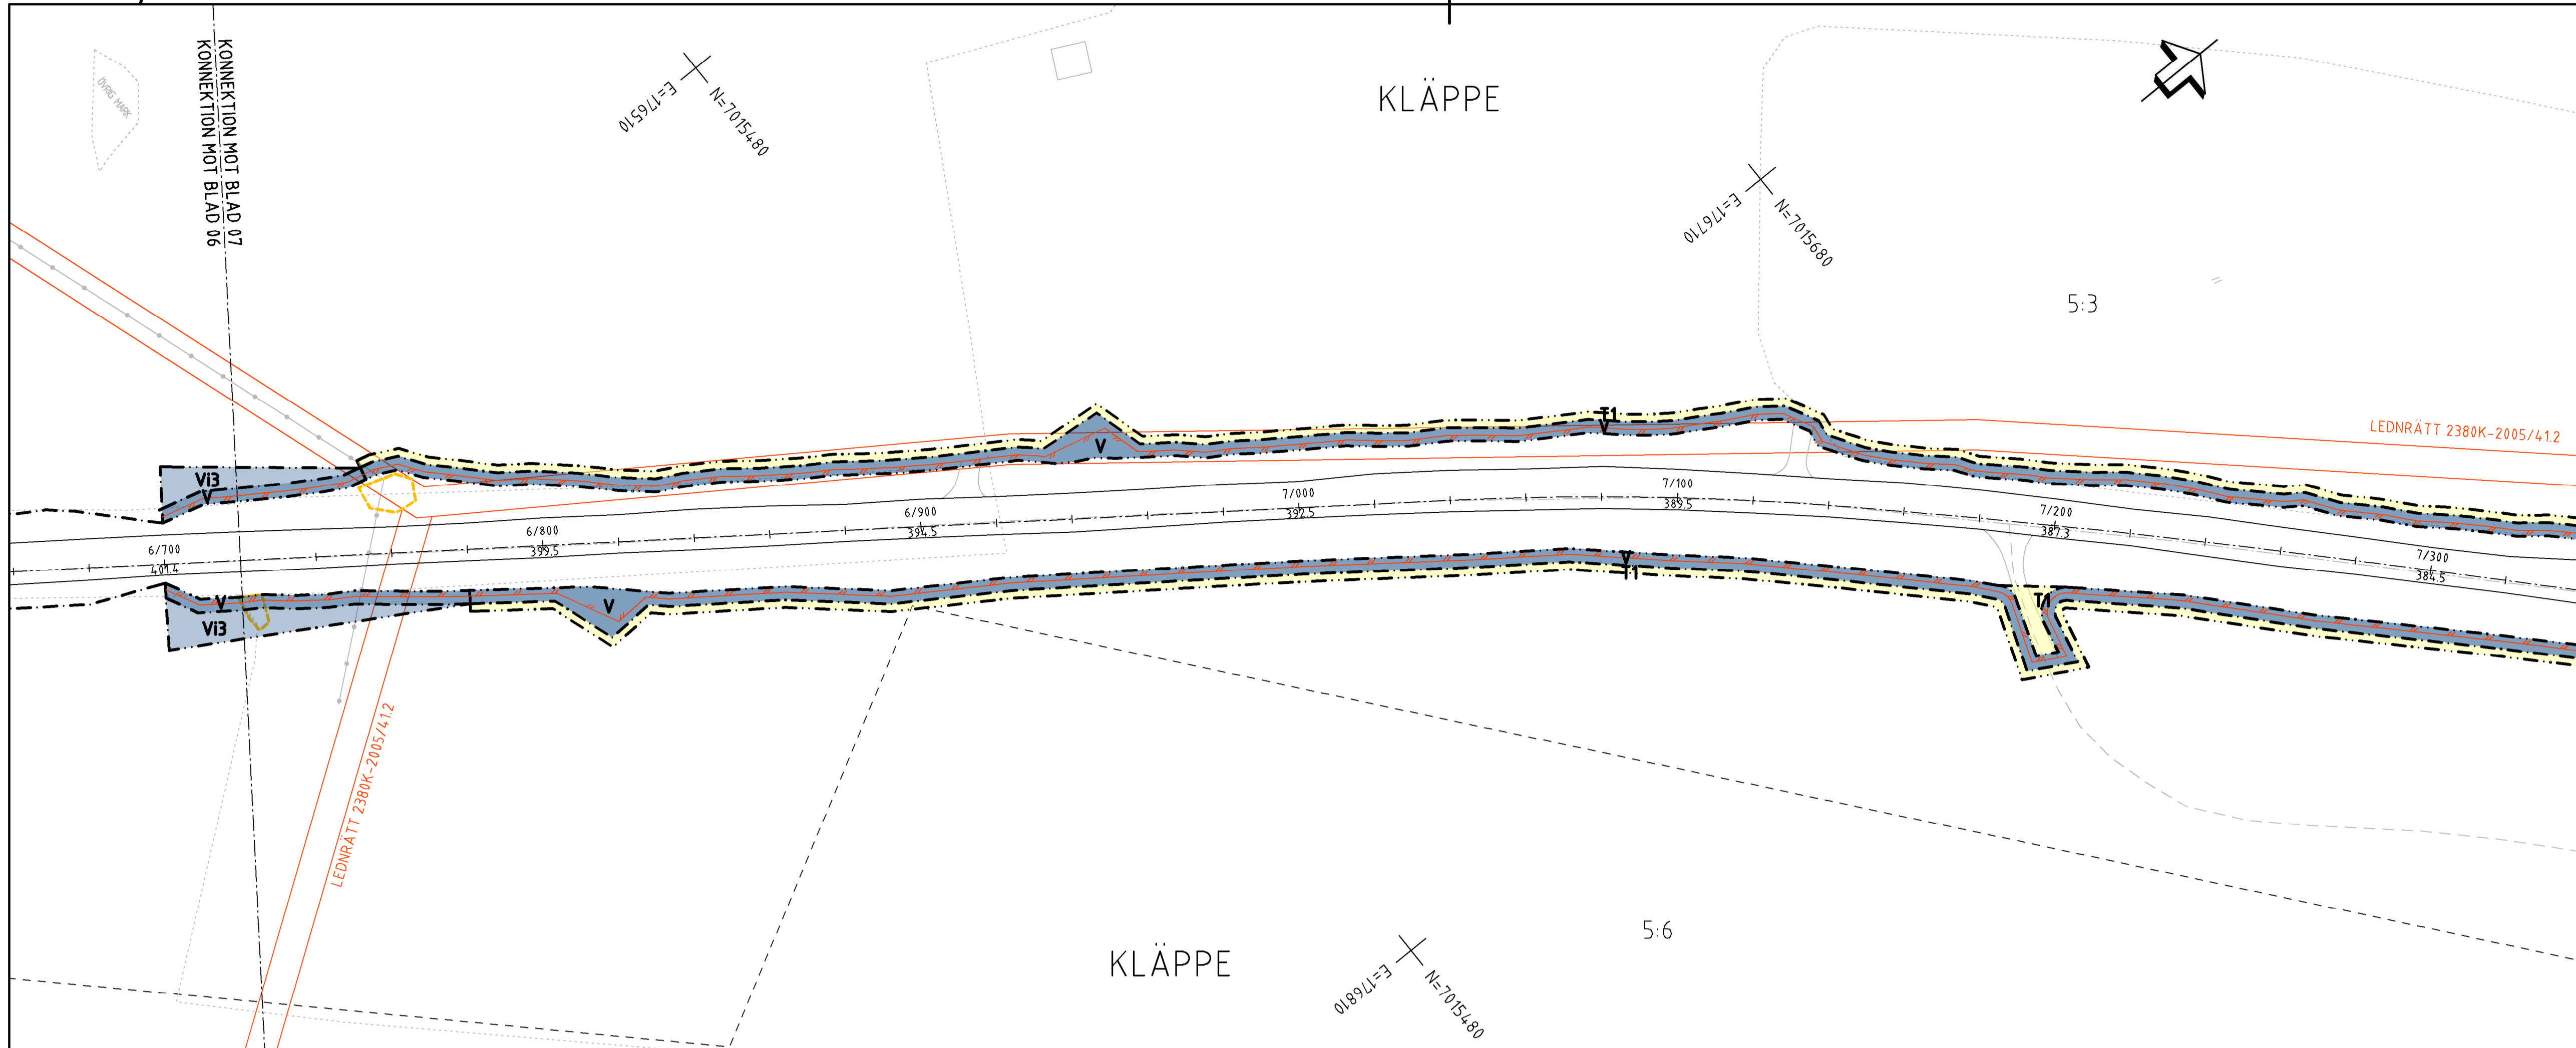 ÖVRIG MARK
KONNEKTION MOT BLAD 07
KONNEKTION MOT BLAD 06
E=176510
N=7015480
KLÄPPE
E=176710
N=7015680
5:3
LEDNRÄTT 2380K-2005/41.2
T1
V
V
Vi3
V
6/700
401.4
6/800
399.5
6/900
394.5
7/000
392.5
7/100
389.5
7/200
387.3
7/300
384.5
V
T1
T1
V
Vi3
V
LEDNRÄTT 2380K-2005/41.2
5:6
KLÄPPE
E=176810
N=7015480